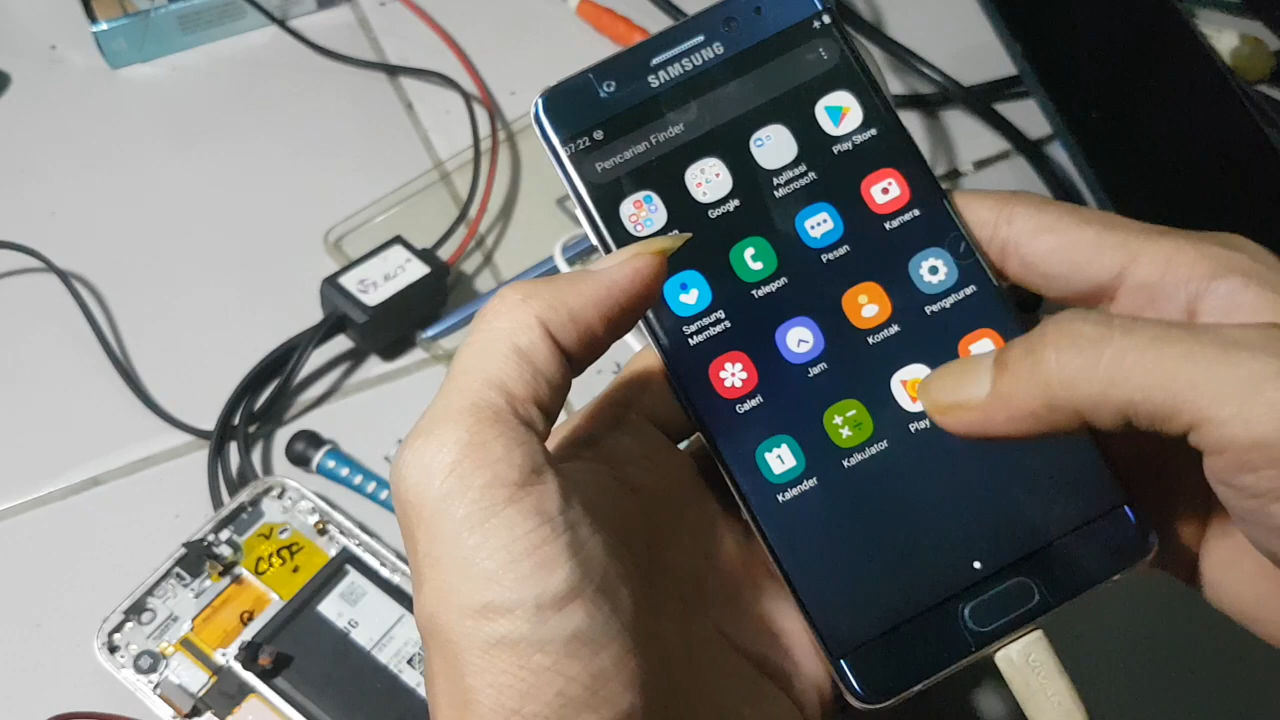 SAMSUNG
07:22
Pencarian Finder
Google
Aplikasi
Microsoft
Play Store
Samsung
Members
Telepon
Pesan
Kamera
Galeri
Jam
Kontak
Pengaturan
Kalender
Kalkulator
Play
1